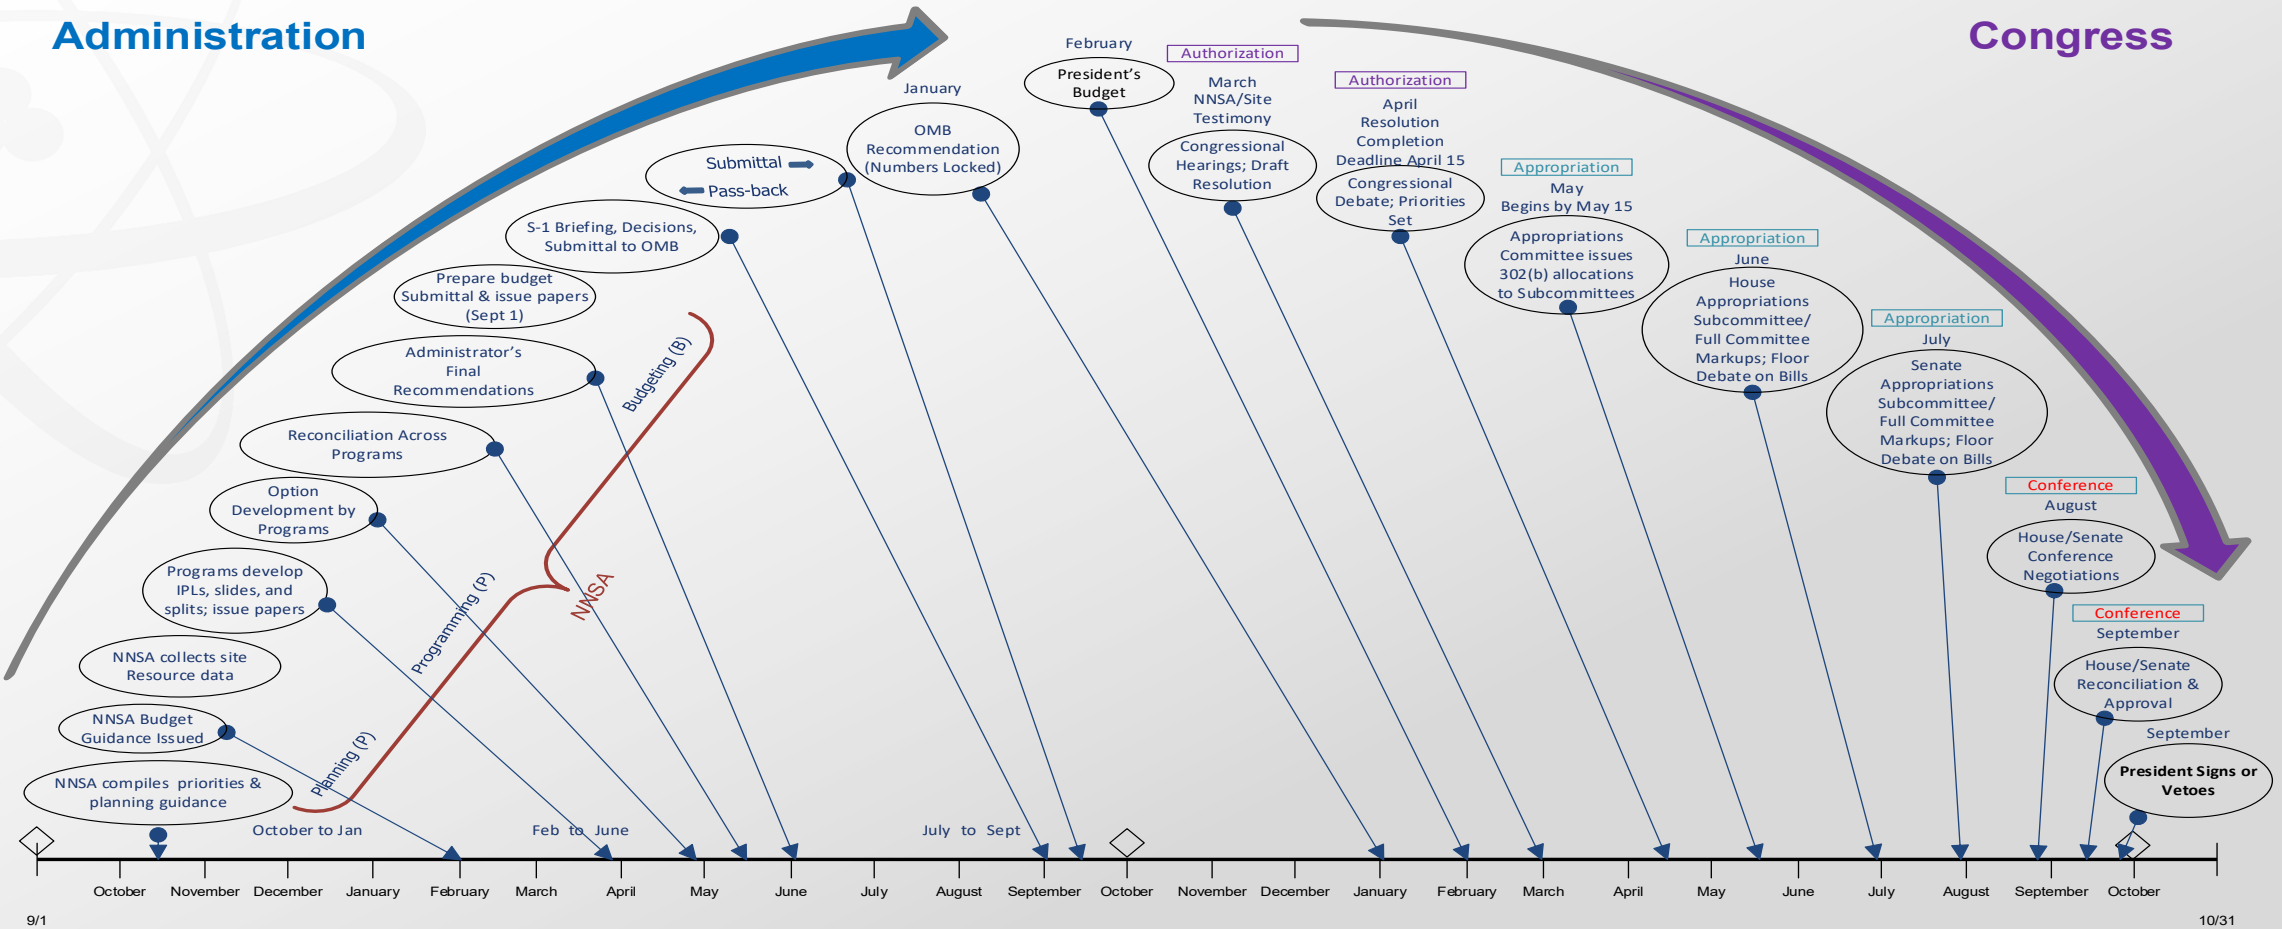 Administration
Congress
February
President's
Budget
Authorization
March
NNSA/Site
Testimony
Congressional
Hearings; Draft
Resolution
Authorization
April
Resolution
Completion
Deadline April 15
Congressional
Debate; Priorities
Set
Appropriation
May
Begins by May 15
Appropriations
Committee issues
302(b) allocations
to Subcommittees
Appropriation
June
House
Appropriations
Subcommittee/
Full Committee
Markups; Floor
Debate on Bills
Appropriation
July
Senate
Appropriations
Subcommittee/
Full Committee
Markups; Floor
Debate on Bills
Conference
August
House/Senate
Conference
Negotiations
Conference
September
House/Senate
Reconciliation &
Approval
September
President Signs or
Vetoes
January
OMB
Recommendation
(Numbers Locked)
Submittal
Pass-back
S-1 Briefing, Decisions,
Submittal to OMB
Prepare budget
Submittal & issue papers
(Sept 1)
Administrator's
Final
Recommendations
Reconciliation Across
Programs
Option
Development by
Programs
Programs develop
IPLs, slides, and
splits; issue papers
NNSA collects site
Resource data
NNSA Budget
Guidance Issued
NNSA compiles priorities &
planning guidance
Budgeting (B)
Programming (P)
Planning (P)
NNSA
October to Jan
Feb to June
July to Sept
October November December January February March April May June July August September October November December January February March April May June July August September October
9/1
10/31